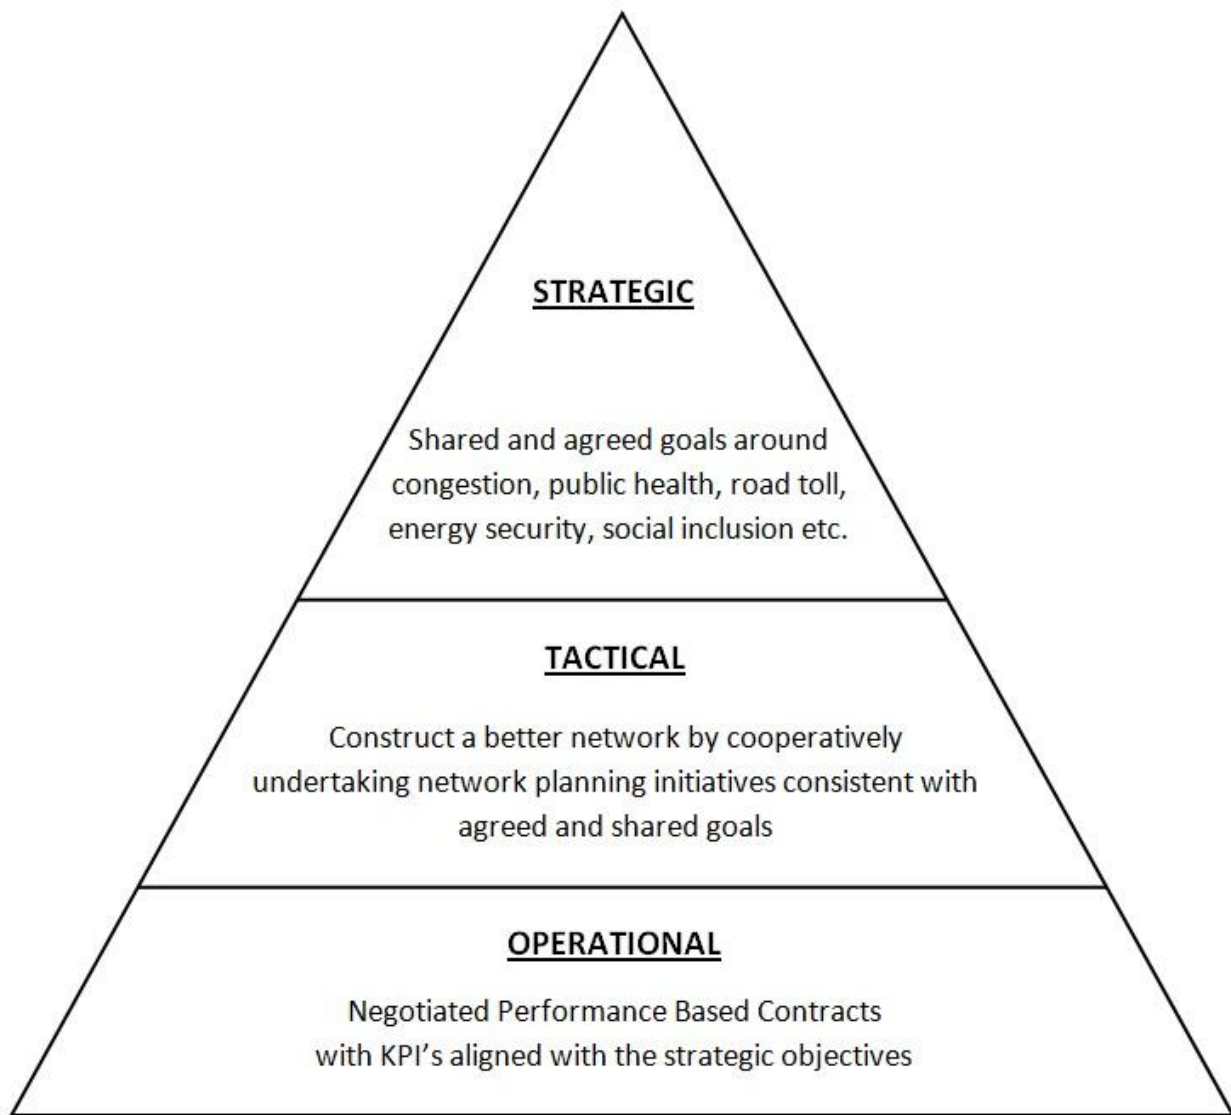 STRATEGIC
Shared and agreed goals around
congestion, public health, road toll,
energy security, social inclusion etc.
TACTICAL
Construct a better network by cooperatively
undertaking network planning initiatives consistent with
agreed and shared goals
OPERATIONAL
Negotiated Performance Based Contracts
with KPI's aligned with the strategic objectives